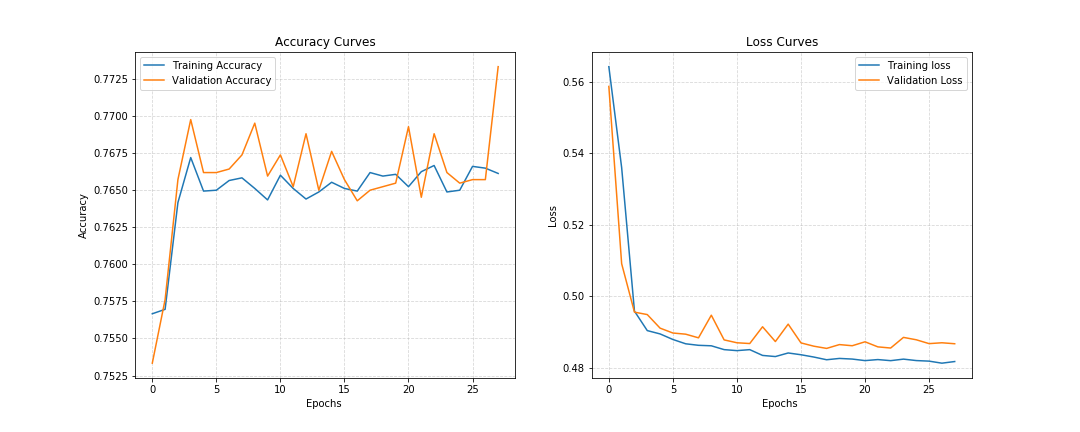 Accuracy Curves
Training Accuracy
Validation Accuracy
0.7725
0.7700
0.7675
0.7650
0.7625
0.7600
0.7575
0.7550
0.7525
Accuracy
0 5 10 15 20 25
Epochs
Loss Curves
Training loss
Validation Loss
0.56
0.54
0.52
0.50
0.48
Loss
0 5 10 15 20 25
Epochs